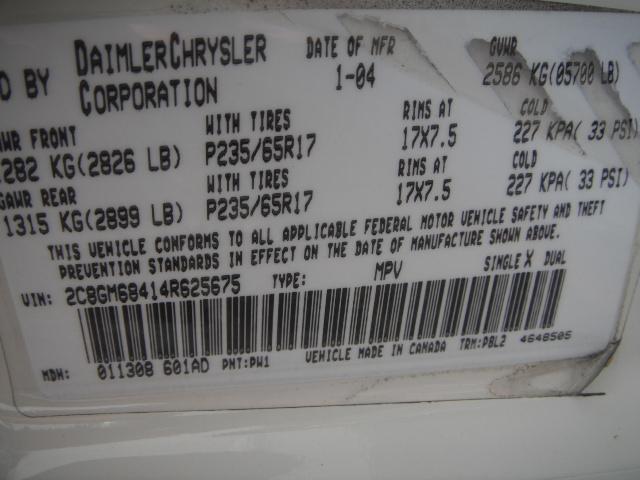 D BY DAIMLERCHRYSLER CORPORATION DATE OF MFR 1-04 GVWR 2586 KG(05700 LB)
WR FRONT WITH TIRES RIMS AT COLD
282 KG(2826 LB) P235/65R17 17X7.5 227 KPA( 33 PSI)
GAWR REAR WITH TIRES RIMS AT COLD
1315 KG(2899 LB) P235/65R17 17X7.5 227 KPA( 33 PSI)
THIS VEHICLE CONFORMS TO ALL APPLICABLE FEDERAL MOTOR VEHICLE SAFETY AND THEFT
PREVENTION STANDARDS IN EFFECT ON THE DATE OF MANUFACTURE SHOWN ABOVE.
VIN: 2C8GM68414R625675 TYPE: MPV SINGLE X DUAL
MDH: 011308 601AD PNT:PW1 VEHICLE MADE IN CANADA TRM:PBL2 4648505